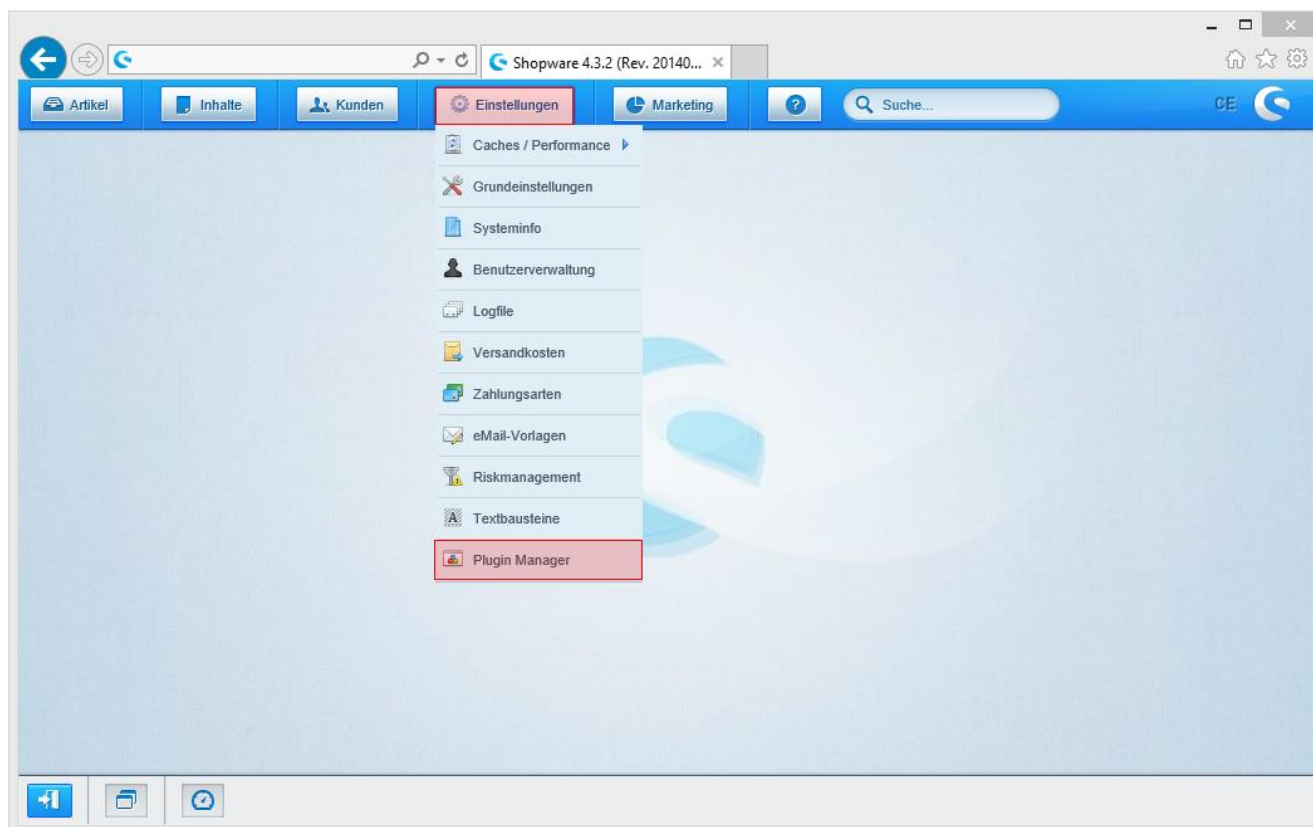 Shopware 4.3.2 (Rev. 20140...
Artikel
Inhalte
Kunden
Einstellungen
Marketing
?
Suche...
CE
Caches / Performance
Grundeinstellungen
Systeminfo
Benutzerverwaltung
Logfile
Versandkosten
Zahlungsarten
eMail-Vorlagen
Riskmanagement
Textbausteine
Plugin Manager